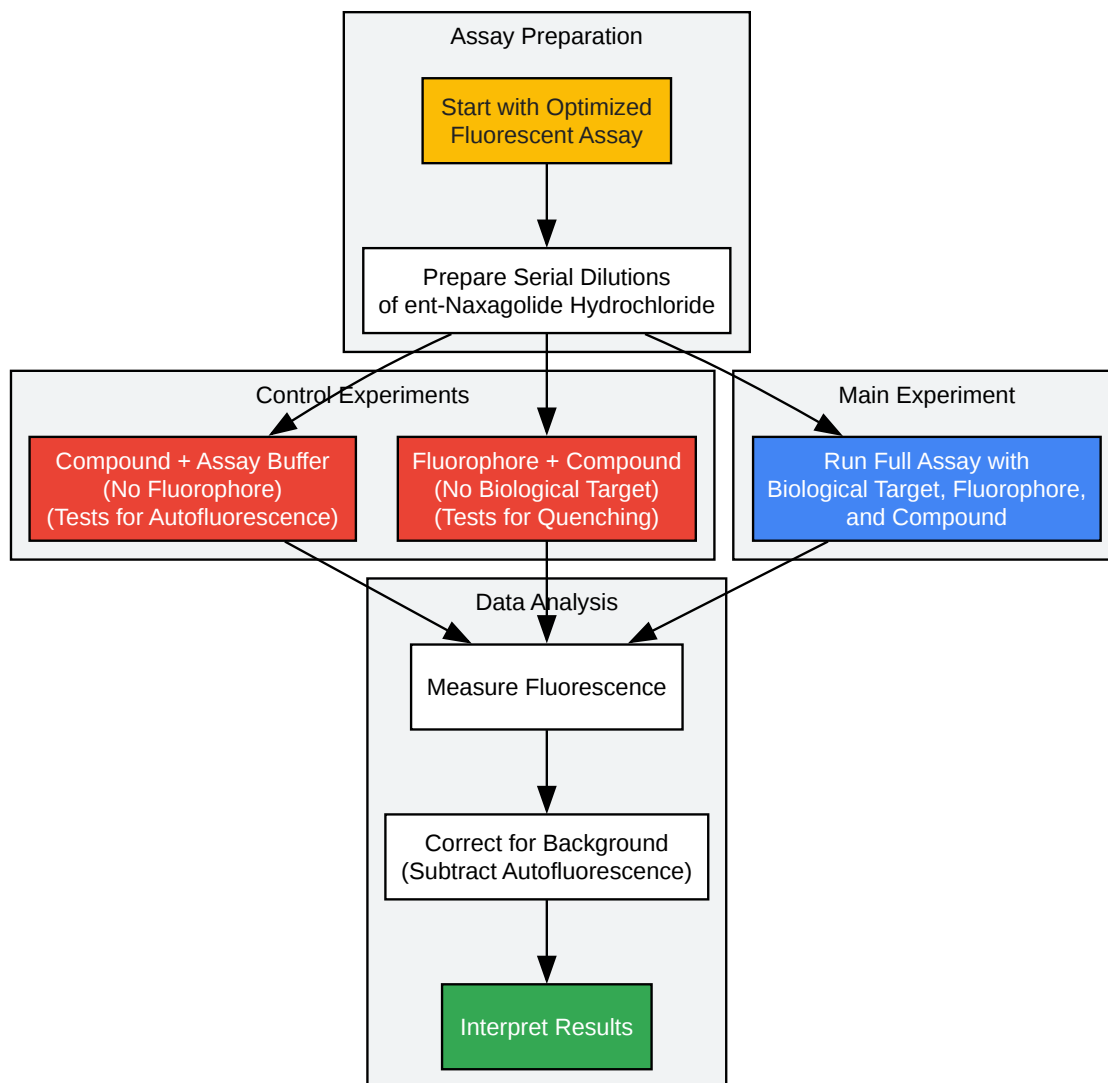 Assay Preparation
Start with Optimized
Fluorescent Assay
Prepare Serial Dilutions
of ent-Naxagolide Hydrochloride
Control Experiments
Main Experiment
Compound + Assay Buffer
(No Fluorophore)
(Tests for Autofluorescence)
Fluorophore + Compound
(No Biological Target)
(Tests for Quenching)
Run Full Assay with
Biological Target, Fluorophore,
and Compound
Data Analysis
Measure Fluorescence
Correct for Background
(Subtract Autofluorescence)
Interpret Results